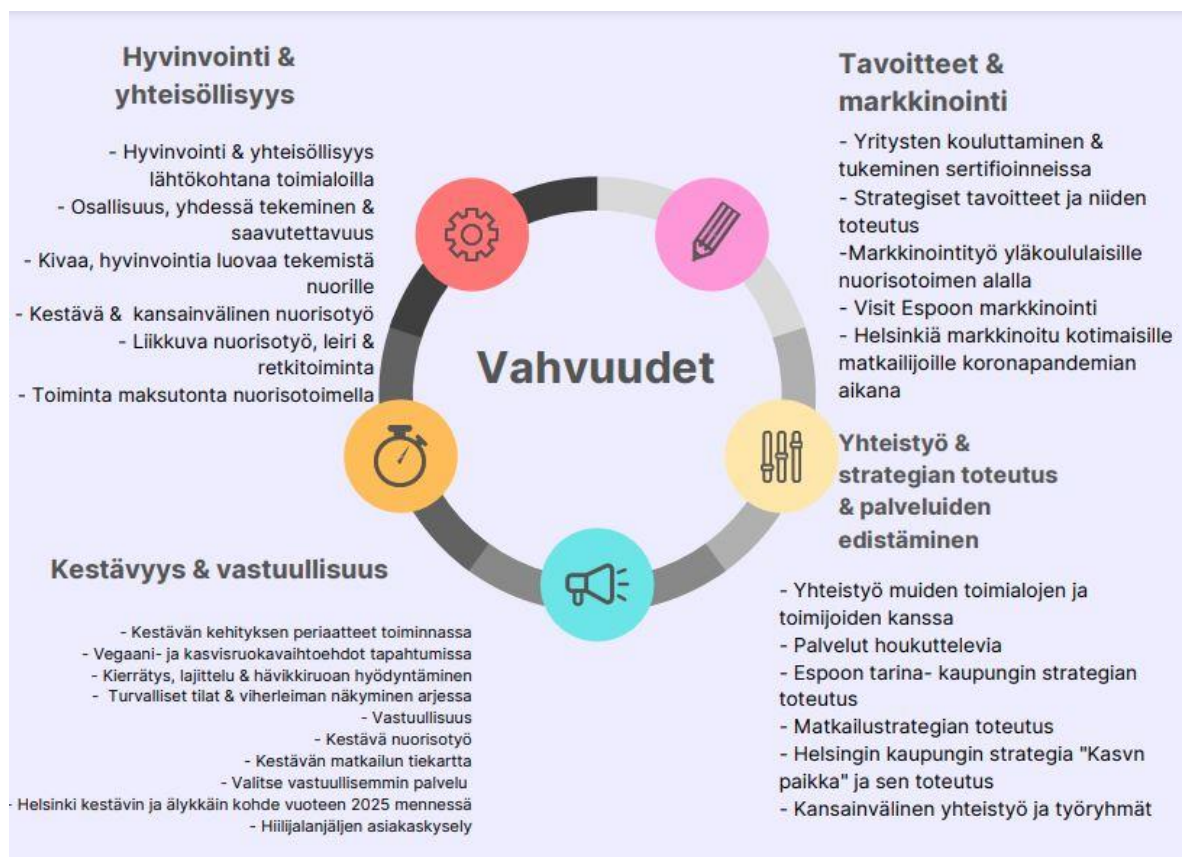 Hyvinvointi &
yhteisöllisyys
- Hyvinvointi & yhteisöllisyys
lähtökohtana toimialoilla
- Osallisuus, yhdessä tekeminen &
saavutettavuus
- Kivaa, hyvinvointia luovaa tekemistä
nuorille
- Kestävä & kansainvälinen nuorisotyö
- Liikkuva nuorisotyö, leiri &
retkitoiminta
- Toiminta maksutonta nuorisotoimella
Tavoitteet &
markkinointi
- Yritysten kouluttaminen &
tukeminen sertifioinneissa
- Strategiset tavoitteet ja niiden
toteutus
-Markkinointityö yläkoululaisille
nuorisotoimen alalla
- Visit Espoon markkinointi
- Helsinkiä markkinoitu kotimaisille
matkailijoille koronapandemian
aikana
Vahvuudet
Yhteistyö &
strategian toteutus
& palveluiden
edistäminen
- Yhteistyö muiden toimialojen ja
toimijoiden kanssa
- Palvelut houkuttelevia
- Espoon tarina- kaupungin strategian
toteutus
- Matkailustrategian toteutus
- Helsingin kaupungin strategia "Kasvn
paikka" ja sen toteutus
- Kansainvälinen yhteistyö ja työryhmät
Kestävyys & vastuullisuus
- Kestävän kehityksen periaatteet toiminnassa
- Vegaani- ja kasvisruokavaihtoehdot tapahtumissa
- Kierrätys, lajittelu & hävikkiruoan hyödyntäminen
- Turvalliset tilat & viherleiman näkyminen arjessa
- Vastuullisuus
- Kestävä nuorisotyö
- Kestävän matkailun tiekartta
- Valitse vastuullisemmin palvelu
- Helsinki kestävin ja älykkäin kohde vuoteen 2025 mennessä
- Hiilijalanjäljen asiakaskysely